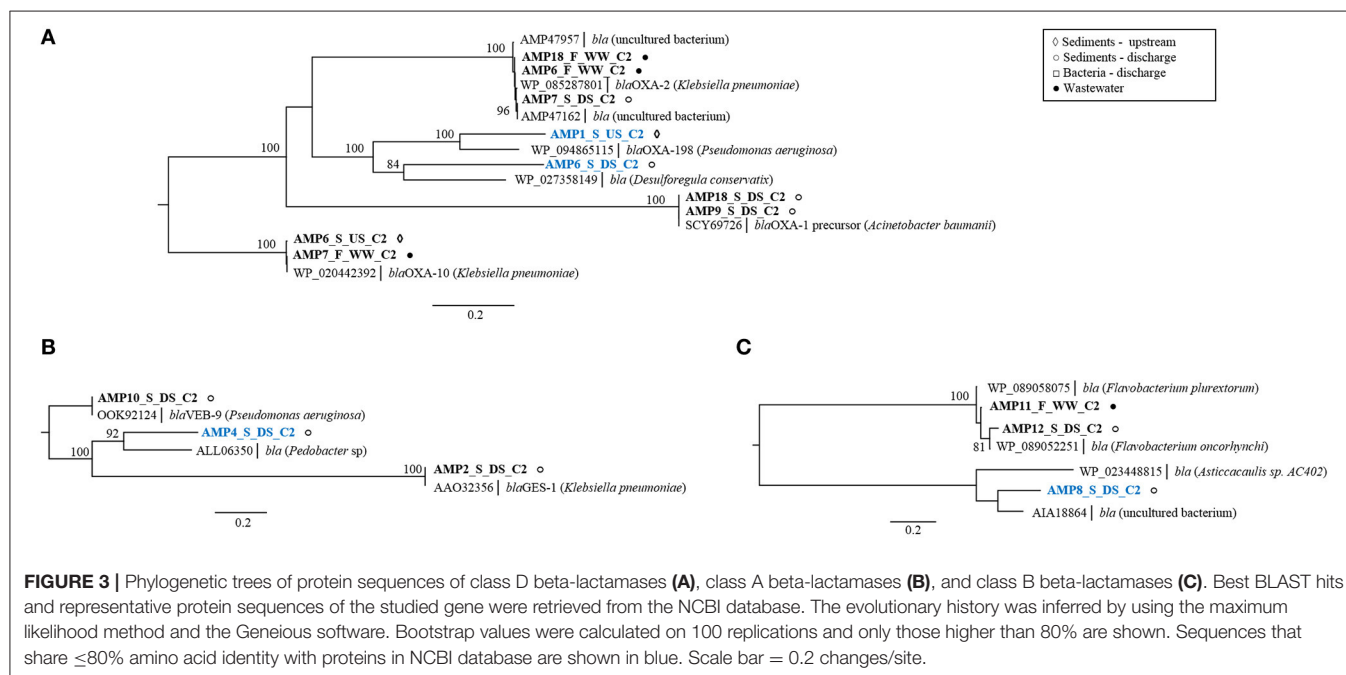 A
◊ Sediments - upstream
○ Sediments - discharge
□ Bacteria - discharge
● Wastewater
AMP47957 | bla (uncultured bacterium)
100
AMP18_F_WW_C2 ●
AMP6_F_WW_C2 ●
WP_085287801 | blaOXA-2 (Klebsiella pneumoniae)
AMP7_S_DS_C2 ○
96
AMP47162 | bla (uncultured bacterium)
100 AMP1_S_US_C2 ◊
100
WP_094865115 | blaOXA-198 (Pseudomonas aeruginosa)
84 AMP6_S_DS_C2 ○
WP_027358149 | bla (Desulforegula conservatix)
100
AMP18_S_DS_C2 ○
100
AMP9_S_DS_C2 ○
SCY69726 | blaOXA-1 precursor (Acinetobacter baumanii)
100
AMP6_S_US_C2 ◊
AMP7_F_WW_C2 ●
WP_020442392 | blaOXA-10 (Klebsiella pneumoniae)
0.2
B
AMP10_S_DS_C2 ○
OOK92124 | blaVEB-9 (Pseudomonas aeruginosa)
92 AMP4_S_DS_C2 ○
100
ALL06350 | bla (Pedobacter sp)
100 AMP2_S_DS_C2 ○
AAO32356 | blaGES-1 (Klebsiella pneumoniae)
0.2
C
WP_089058075 | bla (Flavobacterium plurextorum)
100
AMP11_F_WW_C2 ●
AMP12_S_DS_C2 ○
81 WP_089052251 | bla (Flavobacterium oncorhynchi)
WP_023448815 | bla (Asticcacaulis sp. AC402)
AMP8_S_DS_C2 ○
AIA18864 | bla (uncultured bacterium)
0.2
FIGURE 3 | Phylogenetic trees of protein sequences of class D beta-lactamases (A), class A beta-lactamases (B), and class B beta-lactamases (C). Best BLAST hits
and representative protein sequences of the studied gene were retrieved from the NCBI database. The evolutionary history was inferred by using the maximum
likelihood method and the Geneious software. Bootstrap values were calculated on 100 replications and only those higher than 80% are shown. Sequences that
share ≤80% amino acid identity with proteins in NCBI database are shown in blue. Scale bar = 0.2 changes/site.